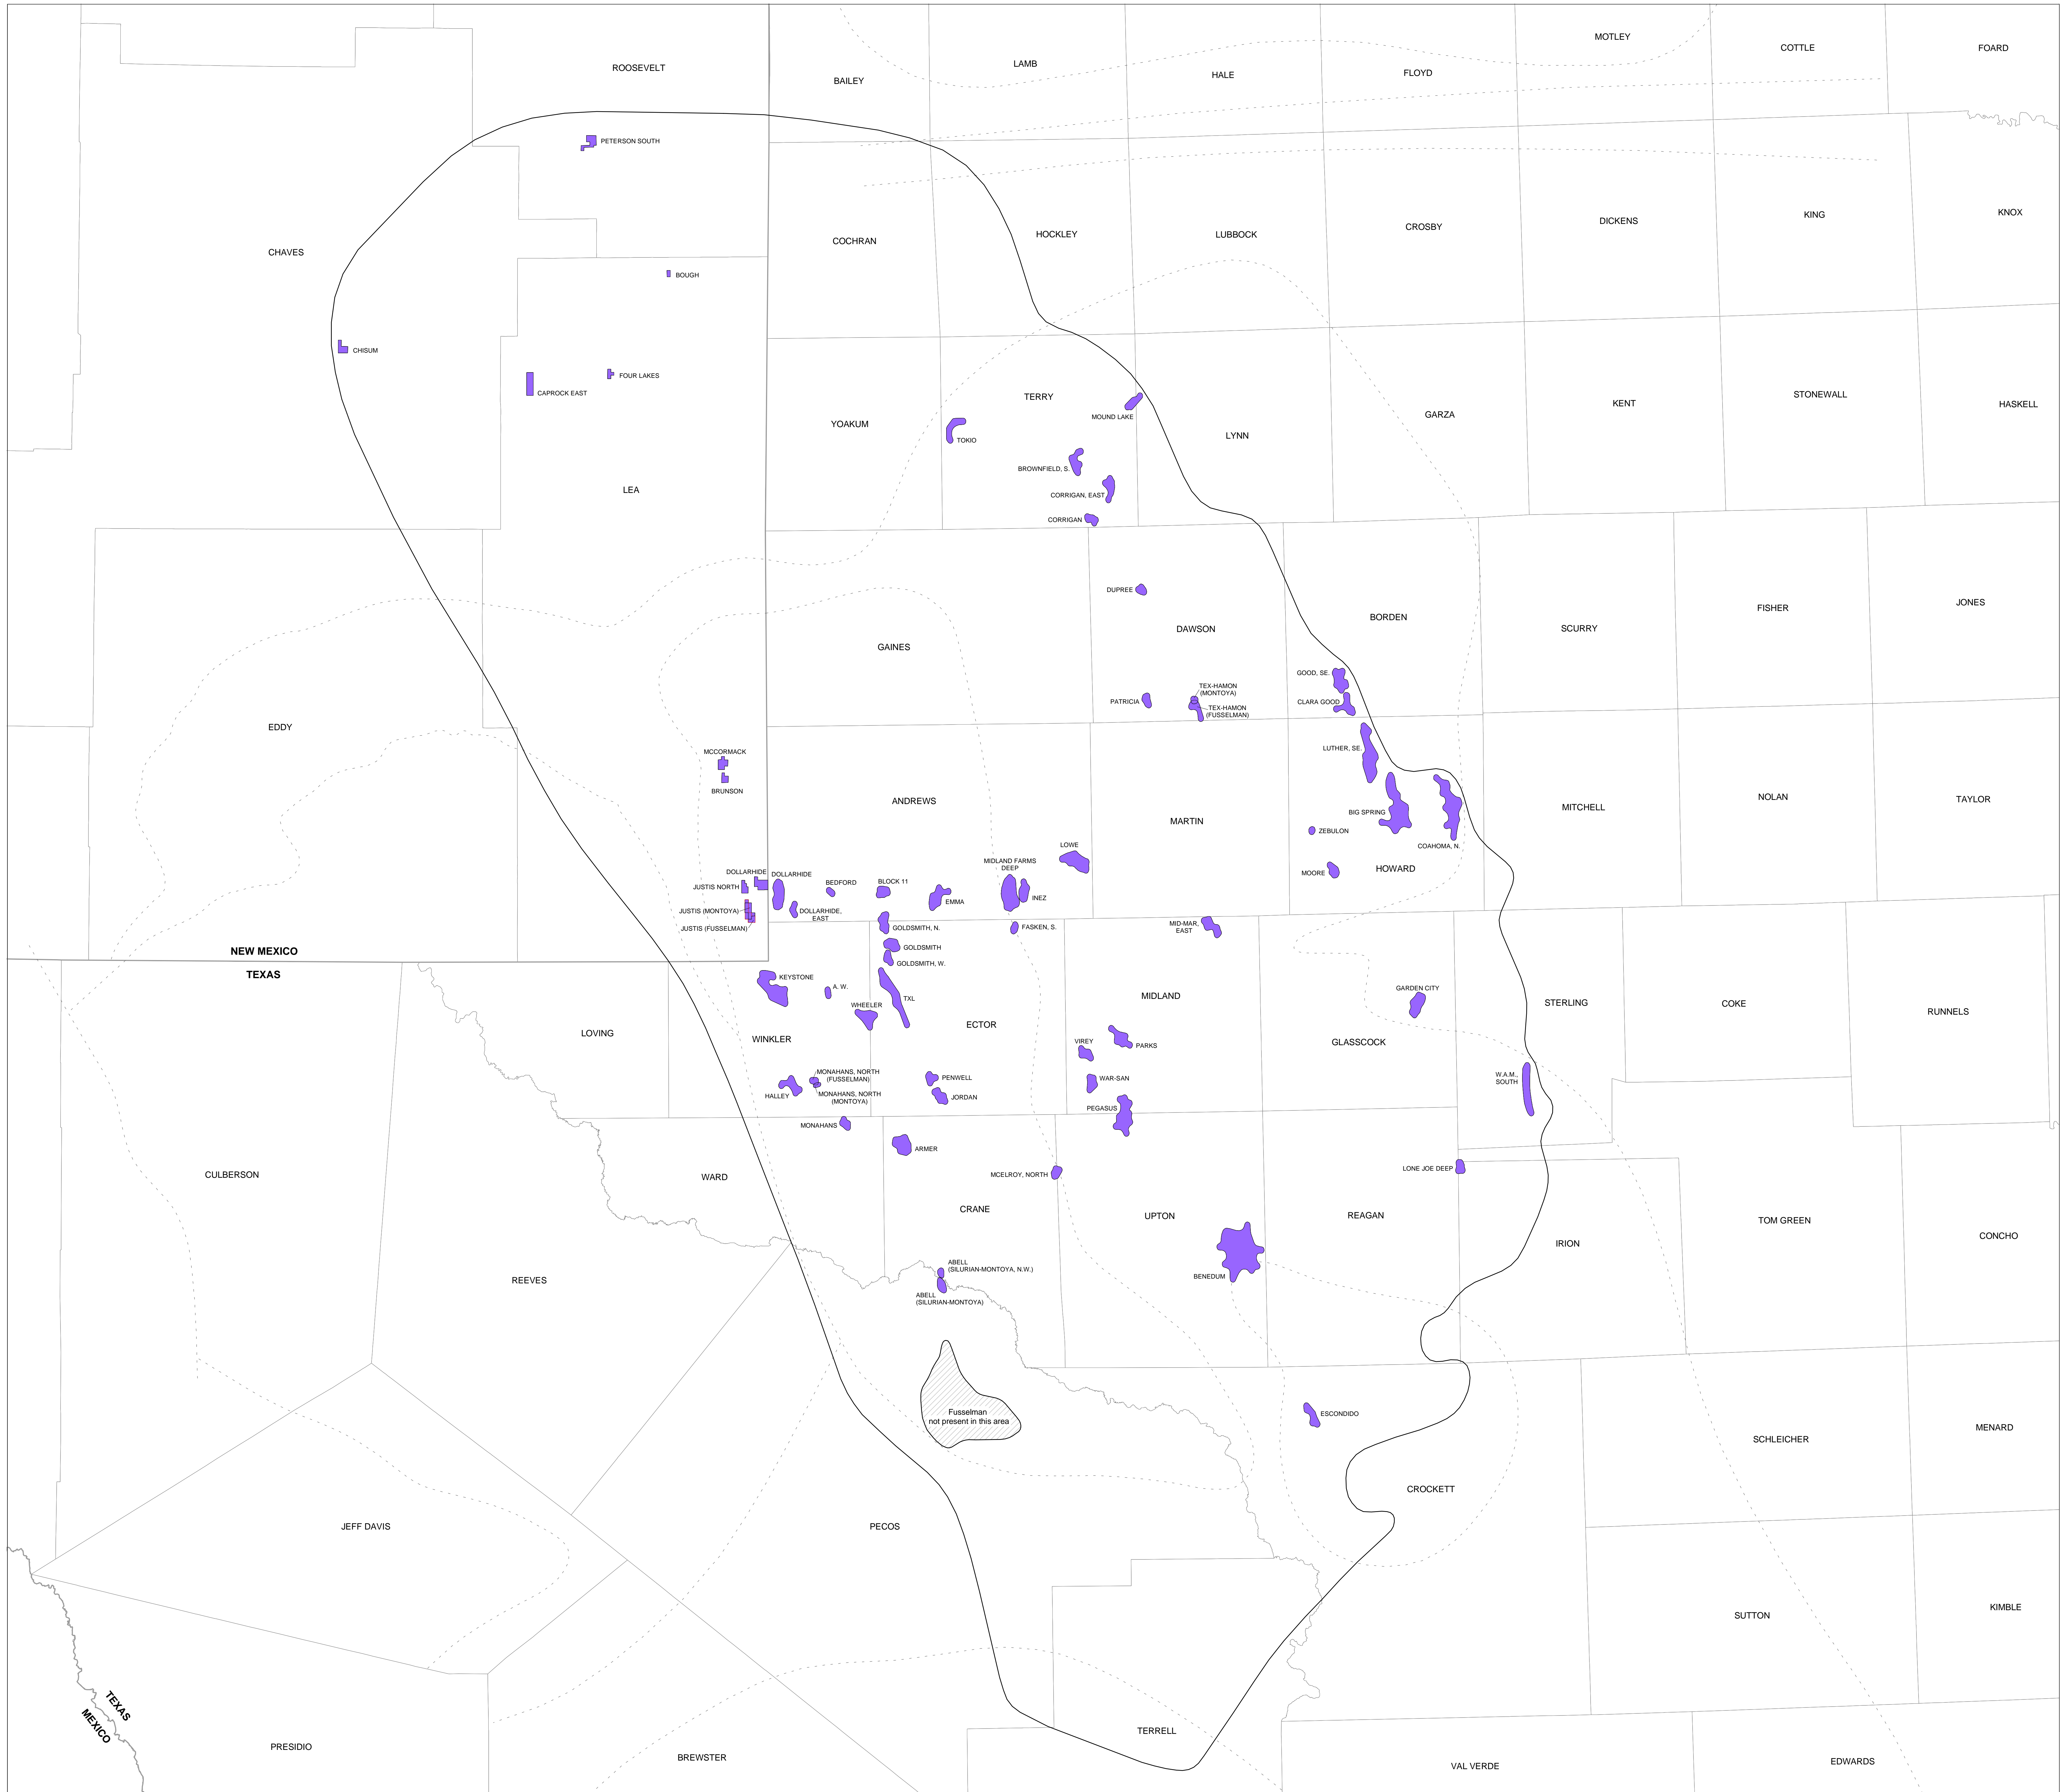 MOTLEY
COTTLE
FOARD
LAMB
ROOSEVELT
HALE
FLOYD
BAILEY
PETERSON SOUTH
KNOX
KING
DICKENS
CROSBY
LUBBOCK
HOCKLEY
COCHRAN
CHAVES
BOUGH
CHISUM
FOUR LAKES
CAPROCK EAST
TERRY
MOUND LAKE
STONEWALL
HASKELL
KENT
GARZA
YOAKUM
LYNN
TOKIO
BROWNFIELD, S.
LEA
CORRIGAN, EAST
CORRIGAN
DUPREE
DAWSON
BORDEN
SCURRY
FISHER
JONES
GAINES
GOOD, SE.
TEX-HAMON
(MONTOYA)
PATRICIA
CLARA GOOD
TEX-HAMON
(FUSSELMAN)
EDDY
MCCORMACK
LUTHER, SE.
BRUNSON
ANDREWS
NOLAN
TAYLOR
MITCHELL
BIG SPRING
MARTIN
ZEBULON
COAHOMA, N.
LOWE
MIDLAND FARMS
DEEP
MOORE
HOWARD
DOLLARHIDE
DOLLARHIDE
BEDFORD
BLOCK 11
JUSTIS NORTH
INEZ
EMMA
JUSTIS (MONTOYA)
DOLLARHIDE,
EAST
JUSTIS (FUSSELMAN)
GOLDSMITH, N.
FASKEN, S.
MID-MAR,
EAST
NEW MEXICO
TEXAS
GOLDSMITH
GOLDSMITH, W.
KEYSTONE
A. W.
WHEELER
TXL
MIDLAND
GARDEN CITY
STERLING
COKE
RUNNELS
LOVING
WINKLER
ECTOR
VIREY
PARKS
GLASSCOCK
MONAHANS, NORTH
(FUSSELMAN)
HALLEY
MONAHANS, NORTH
(MONTOYA)
PENWELL
JORDAN
WAR-SAN
PEGASUS
W.A.M.,
SOUTH
MONAHANS
ARMER
CULBERSON
WARD
MCELROY, NORTH
LONE JOE DEEP
CRANE
UPTON
REAGAN
TOM GREEN
CONCHO
IRION
REEVES
ABELL
(SILURIAN-MONTOYA, N.W.)
ABELL
(SILURIAN-MONTOYA)
BENEDUM
Fusselman
not present in this area
ESCONDIDO
SCHLEICHER
MENARD
CROCKETT
JEFF DAVIS
PECOS
SUTTON
KIMBLE
TEXAS
MEXICO
TERRELL
PRESIDIO
BREWSTER
VAL VERDE
EDWARDS